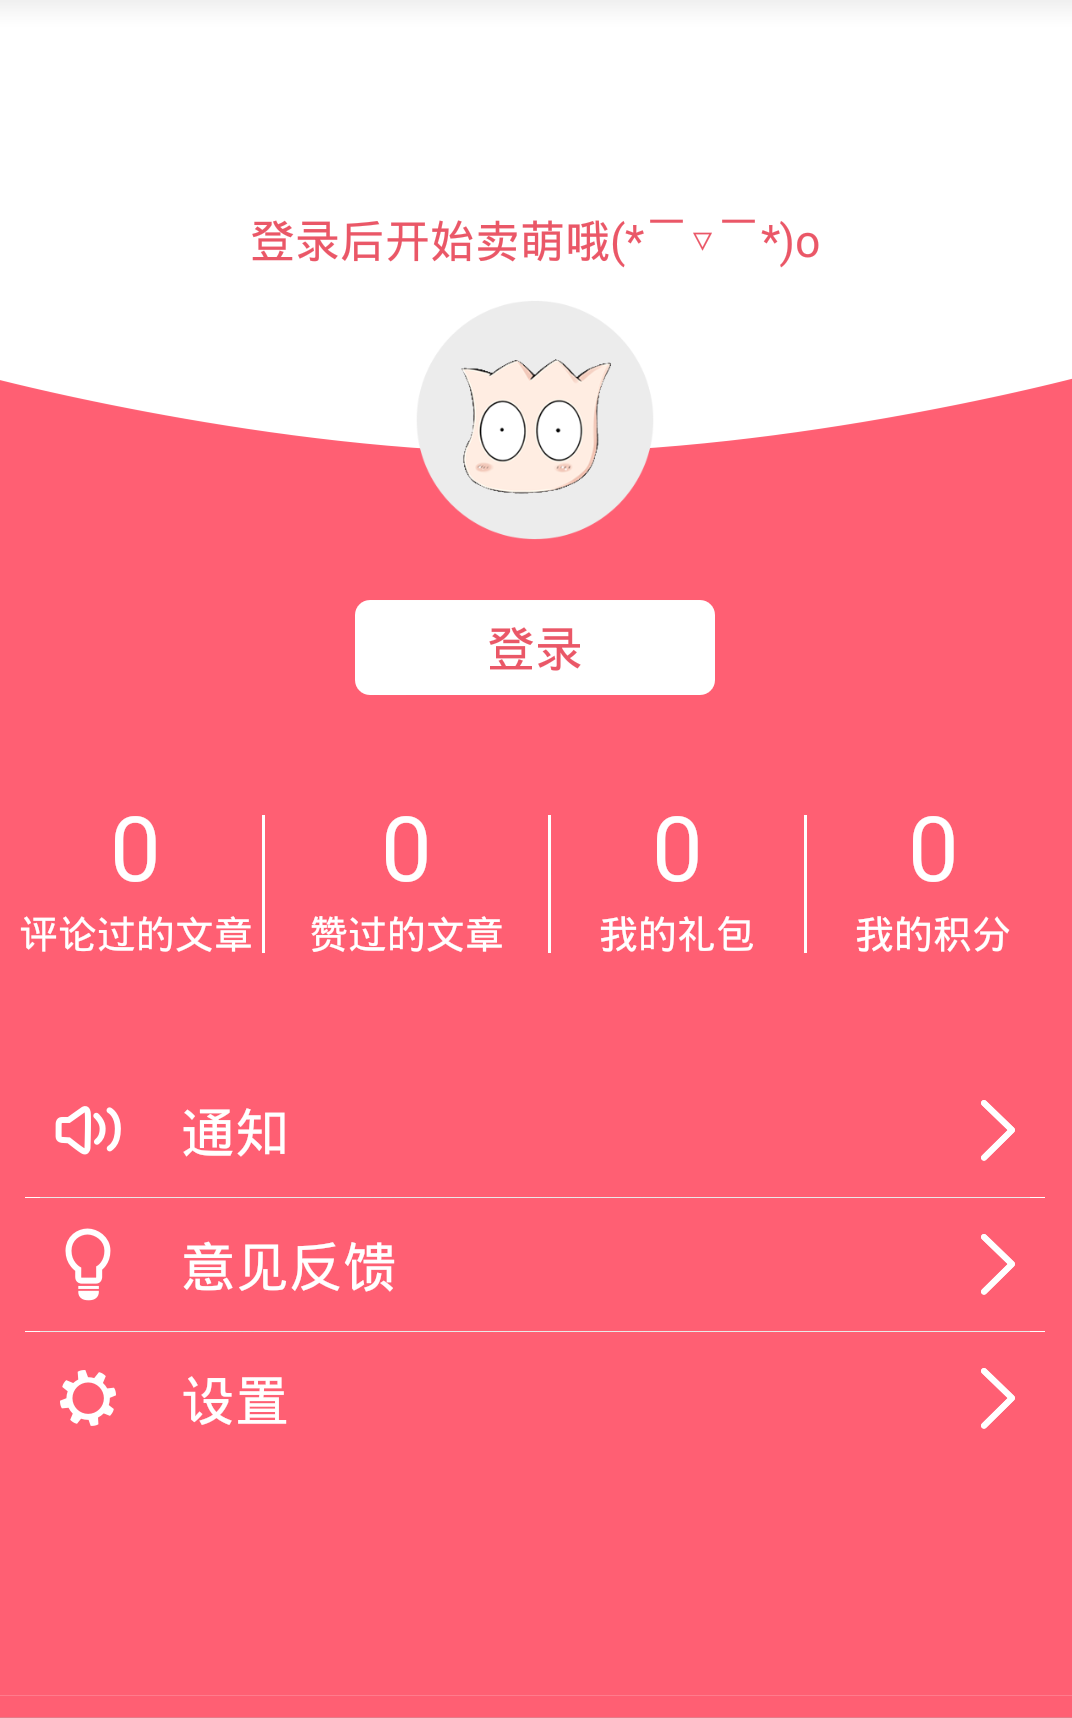 登录后开始卖萌哦(*￣▿￣*)o
登录
0 0 0 0
评论过的文章 赞过的文章 我的礼包 我的积分
通知
意见反馈
设置